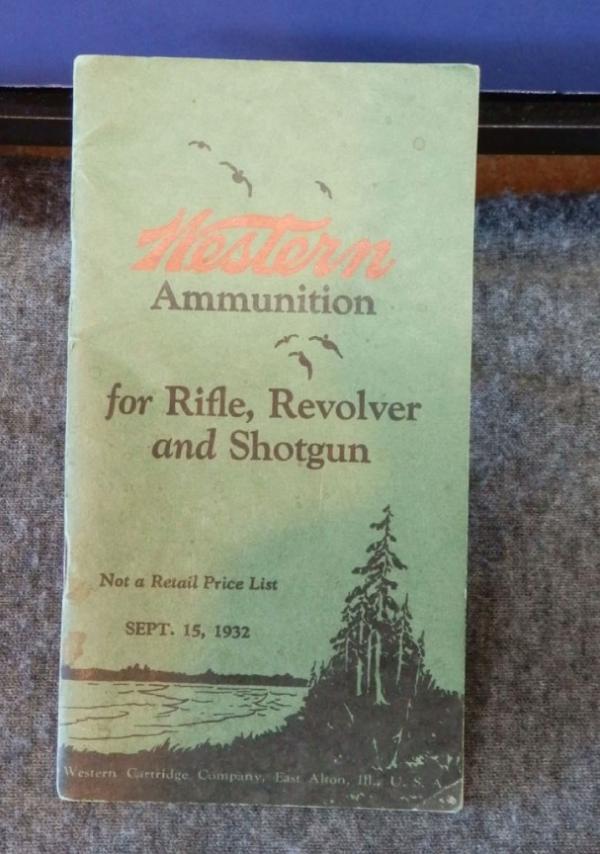 Western
Ammunition
for Rifle, Revolver
and Shotgun
Not a Retail Price List
SEPT. 15, 1932
Western Cartridge Company, East Alton, Ill., U. S. A.